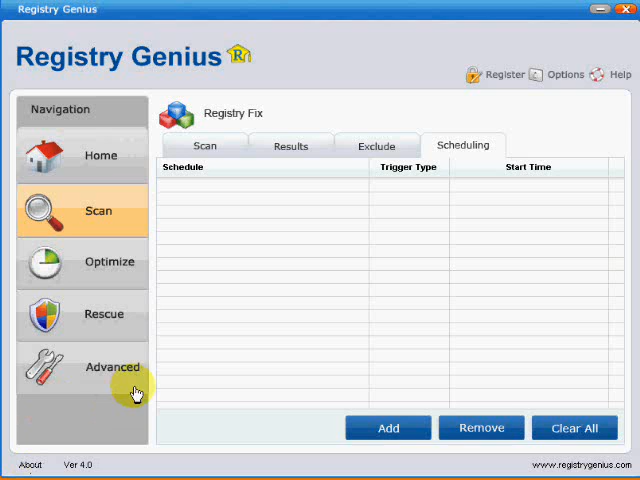 Registry Genius
Registry Genius R
Register Options Help
Navigation
Registry Fix
Home
Scan Results Exclude Scheduling
Schedule Trigger Type Start Time
Scan
Optimize
Rescue
Advanced
Add Remove Clear All
About Ver 4.0 www.registrygenius.com